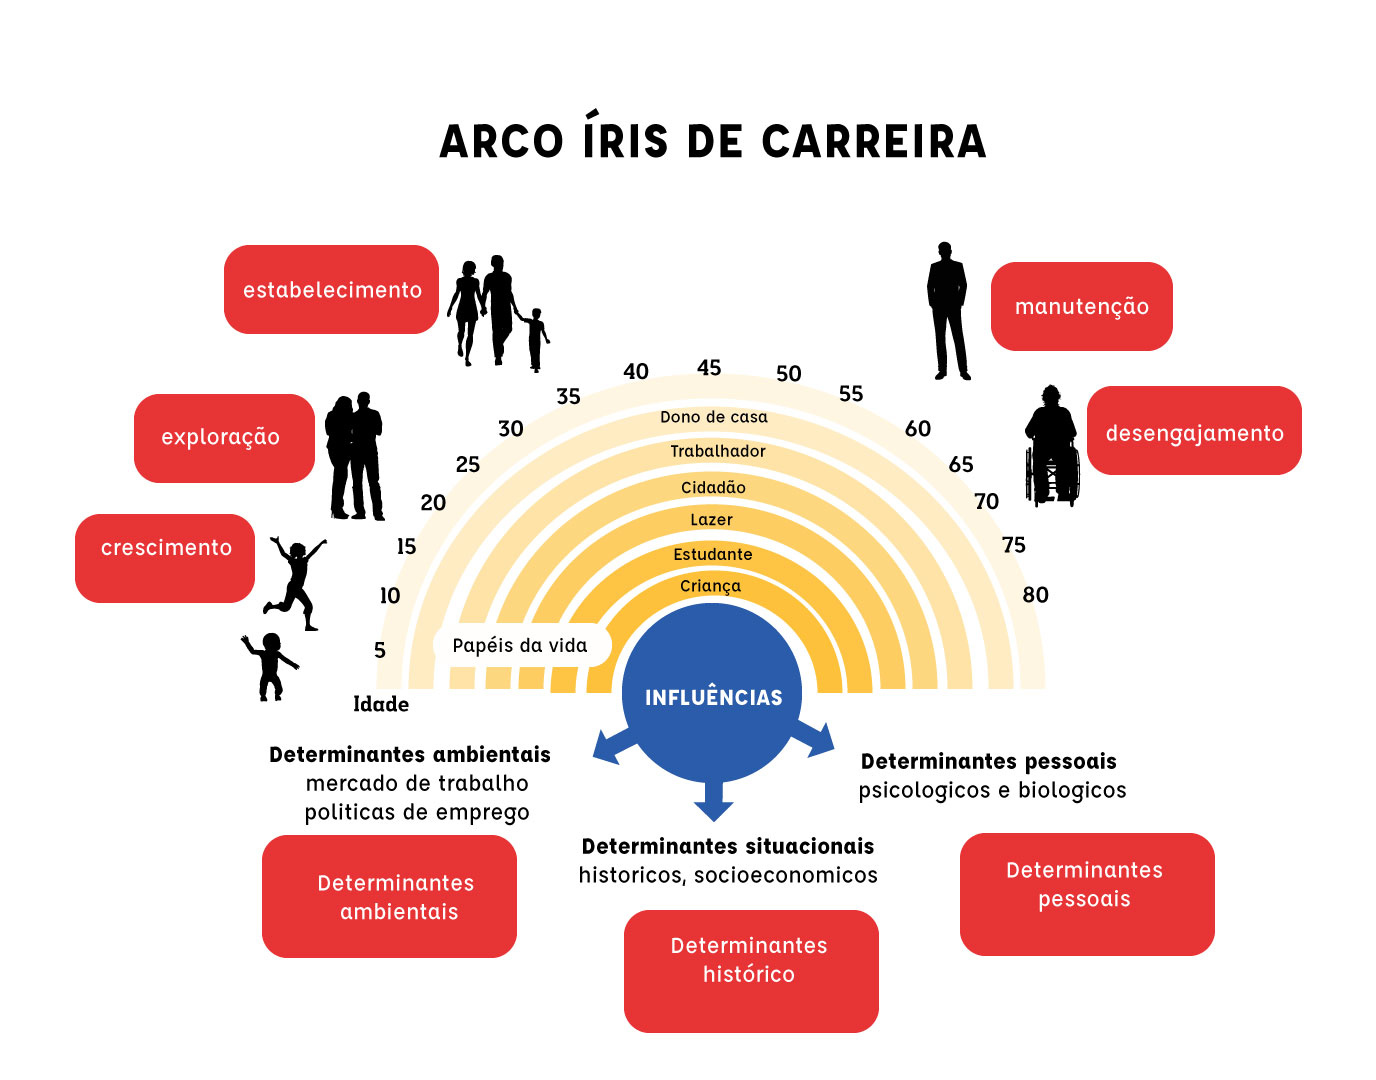 ARCO ÍRIS DE CARREIRA
estabelecimento
manutenção
exploração
desengajamento
crescimento
5
10
15
20
25
30
35
40
45
50
55
60
65
70
75
80
Idade
Dono de casa
Trabalhador
Cidadão
Lazer
Estudante
Criança
Papéis da vida
INFLUÊNCIAS
Determinantes ambientais
mercado de trabalho
politicas de emprego
Determinantes
ambientais
Determinantes situacionais
historicos, socioeconomicos
Determinantes
histórico
Determinantes pessoais
psicologicos e biologicos
Determinantes
pessoais